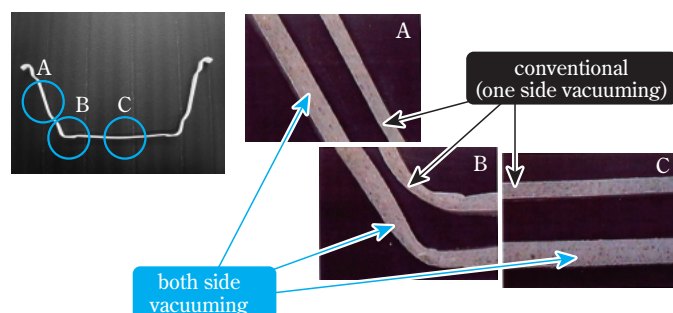 A
B
C
A
conventional
(one side vacuuming)
B
C
both side
vacuuming